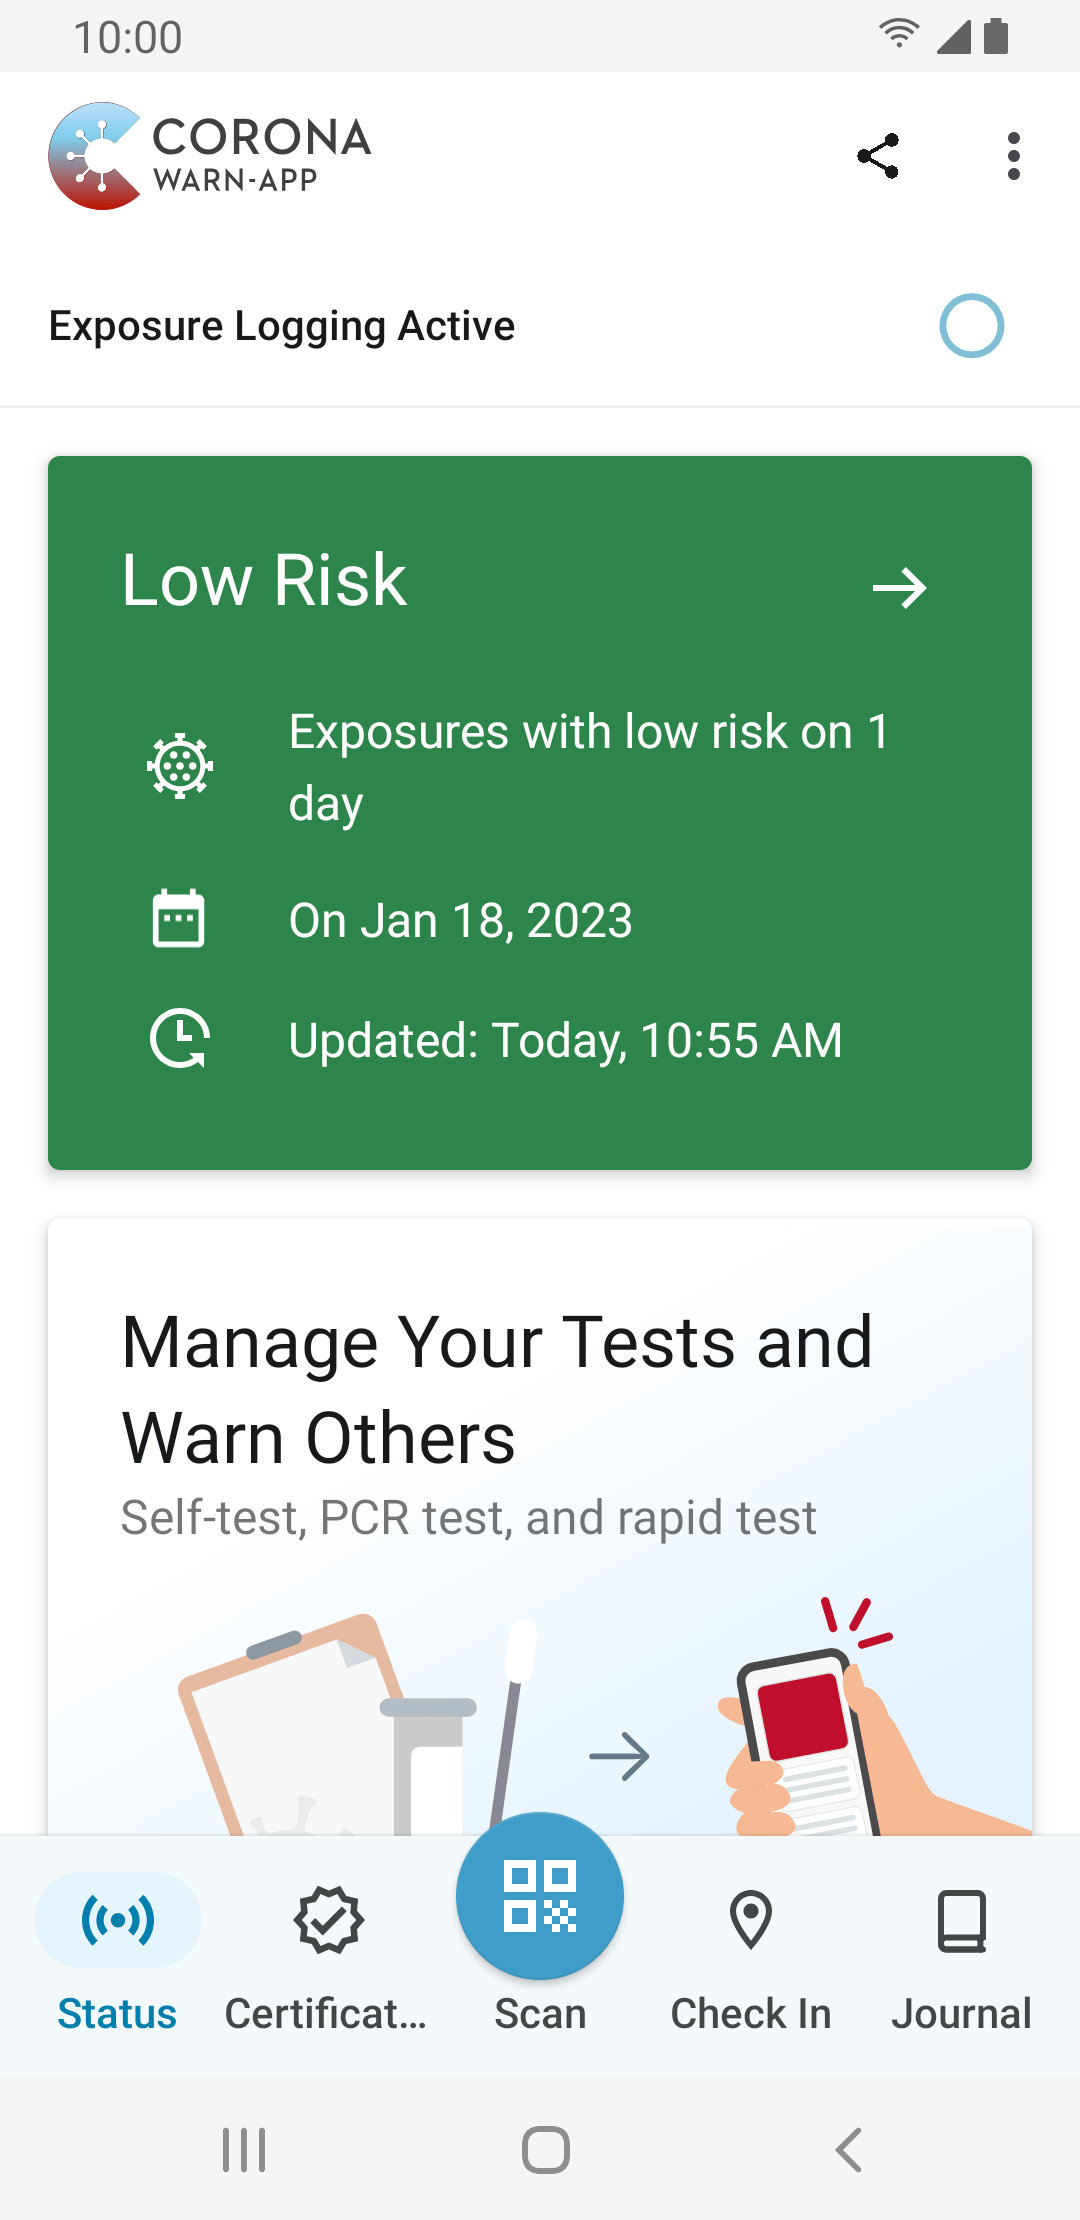 10:00
CORONA
WARN-APP
Exposure Logging Active
Low Risk
Exposures with low risk on 1
day
On Jan 18, 2023
Updated: Today, 10:55 AM
Manage Your Tests and
Warn Others
Self-test, PCR test, and rapid test
Status
Certificat…
Scan
Check In
Journal